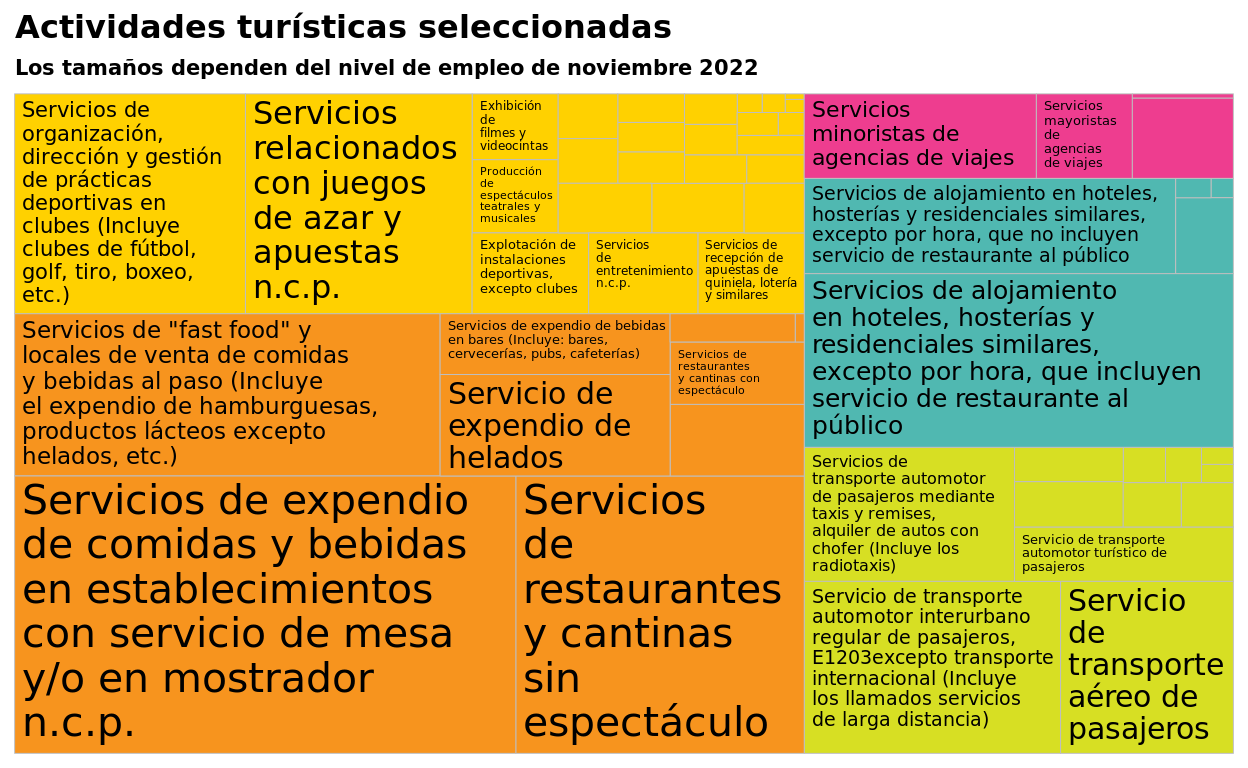 Actividades turísticas seleccionadas
Los tamaños dependen del nivel de empleo de noviembre 2022
Servicios de
organización,
dirección y gestión
de prácticas
deportivas en
clubes (Incluye
clubes de fútbol,
golf, tiro, boxeo,
etc.)
Servicios
relacionados
con juegos
de azar y
apuestas
n.c.p.
Exhibición
de
filmes y
videocintas
Producción
de
espectáculos
teatrales y
musicales
Explotación de
instalaciones
deportivas,
excepto clubes
Servicios
de
entretenimiento
n.c.p.
Servicios de
recepción de
apuestas de
quiniela, lotería
y similares
Servicios de "fast food" y
locales de venta de comidas
y bebidas al paso (Incluye
el expendio de hamburguesas,
productos lácteos excepto
helados, etc.)
Servicios de expendio de bebidas
en bares (Incluye: bares,
cervecerías, pubs, cafeterías)
Servicio de
expendio de
helados
Servicios de
restaurantes
y cantinas con
espectáculo
Servicios de expendio
de comidas y bebidas
en establecimientos
con servicio de mesa
y/o en mostrador
n.c.p.
Servicios
de
restaurantes
y cantinas
sin
espectáculo
Servicios
minoristas de
agencias de viajes
Servicios
mayoristas
de
agencias
de viajes
Servicios de alojamiento en hoteles,
hosterías y residenciales similares,
excepto por hora, que no incluyen
servicio de restaurante al público
Servicios de alojamiento
en hoteles, hosterías y
residenciales similares,
excepto por hora, que incluyen
servicio de restaurante al
público
Servicios de
transporte automotor
de pasajeros mediante
taxis y remises,
alquiler de autos con
chofer (Incluye los
radiotaxis)
Servicio de transporte
automotor turístico de
pasajeros
Servicio de transporte
automotor interurbano
regular de pasajeros,
E1203excepto transporte
internacional (Incluye
los llamados servicios
de larga distancia)
Servicio
de
transporte
aéreo de
pasajeros